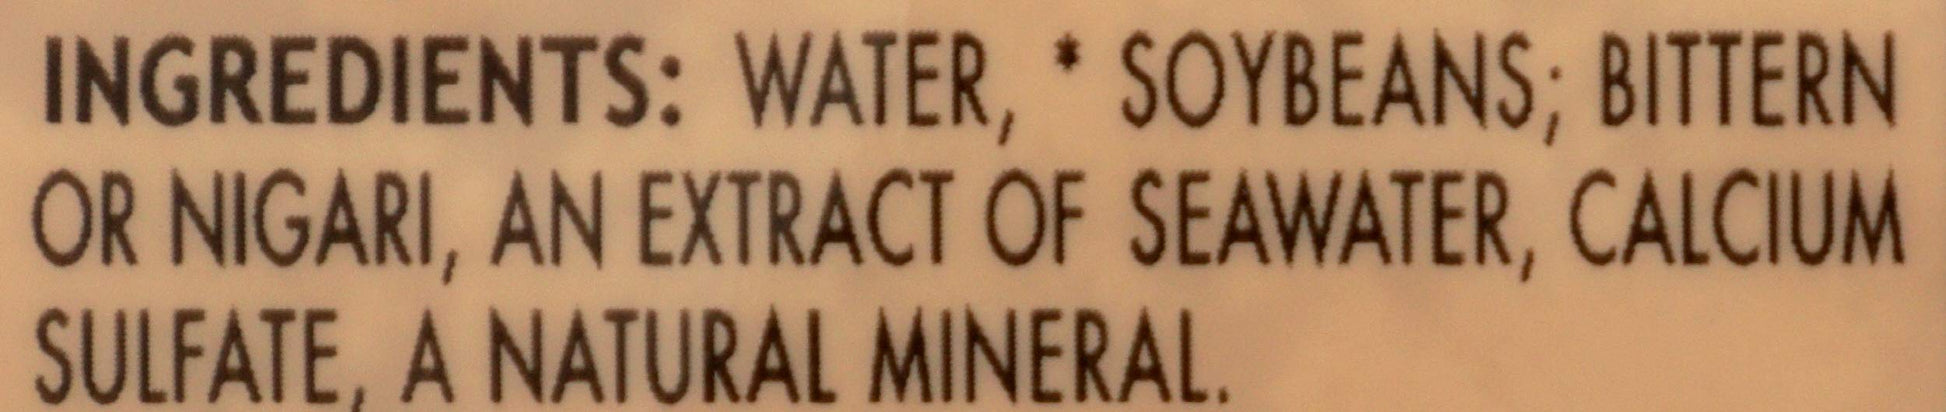 INGREDIENTS: WATER, * SOYBEANS; BITTERN
OR NIGARI, AN EXTRACT OF SEAWATER, CALCIUM
SULFATE, A NATURAL MINERAL.